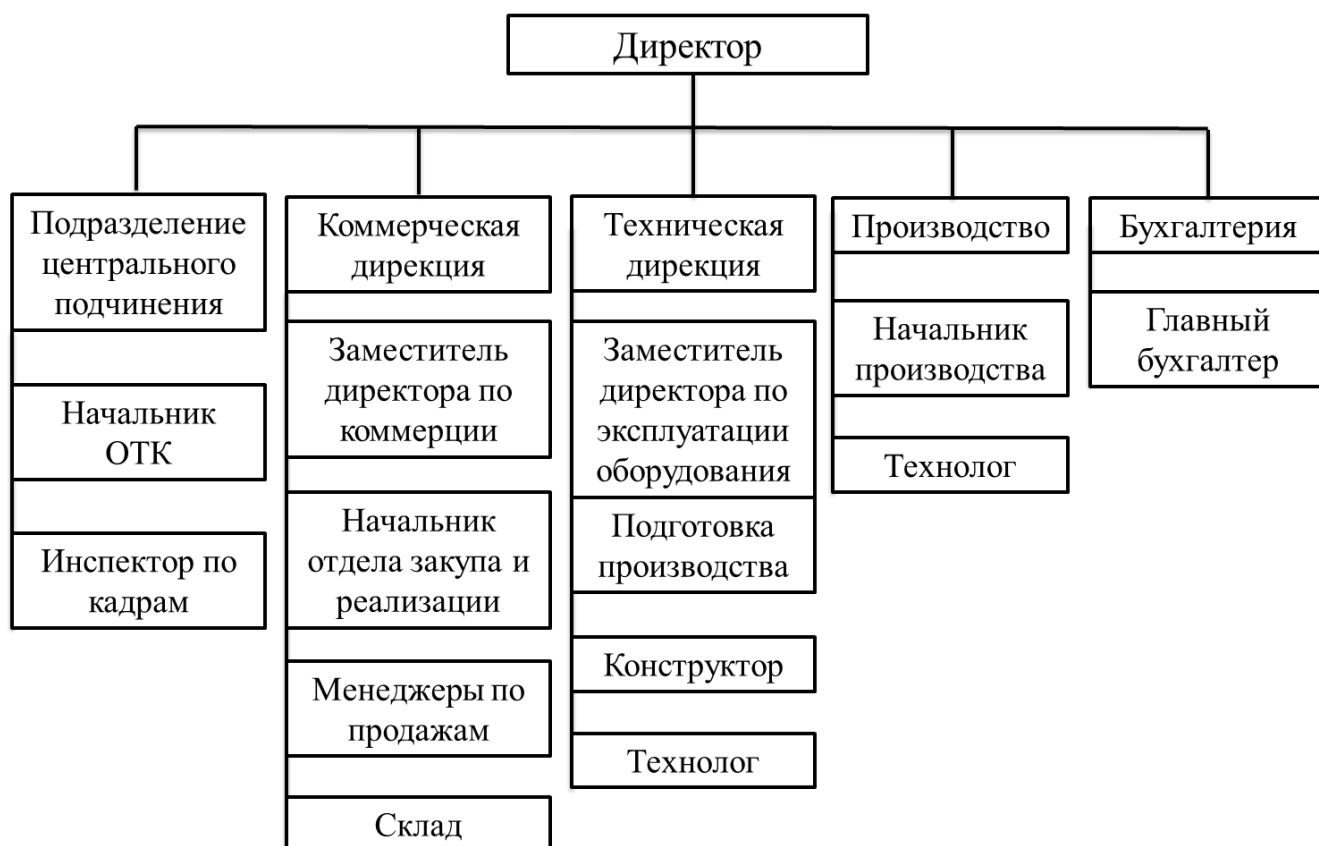 Директор
Подразделение
центрального
подчинения
Начальник
ОТК
Инспектор по
кадрам
Коммерческая
дирекция
Заместитель
директора по
коммерции
Начальник
отдела закупа и
реализации
Менеджеры по
продажам
Склад
Техническая
дирекция
Заместитель
директора по
эксплуатации
оборудования
Подготовка
производства
Конструктор
Технолог
Производство
Начальник
производства
Технолог
Бухгалтерия
Главный
бухгалтер